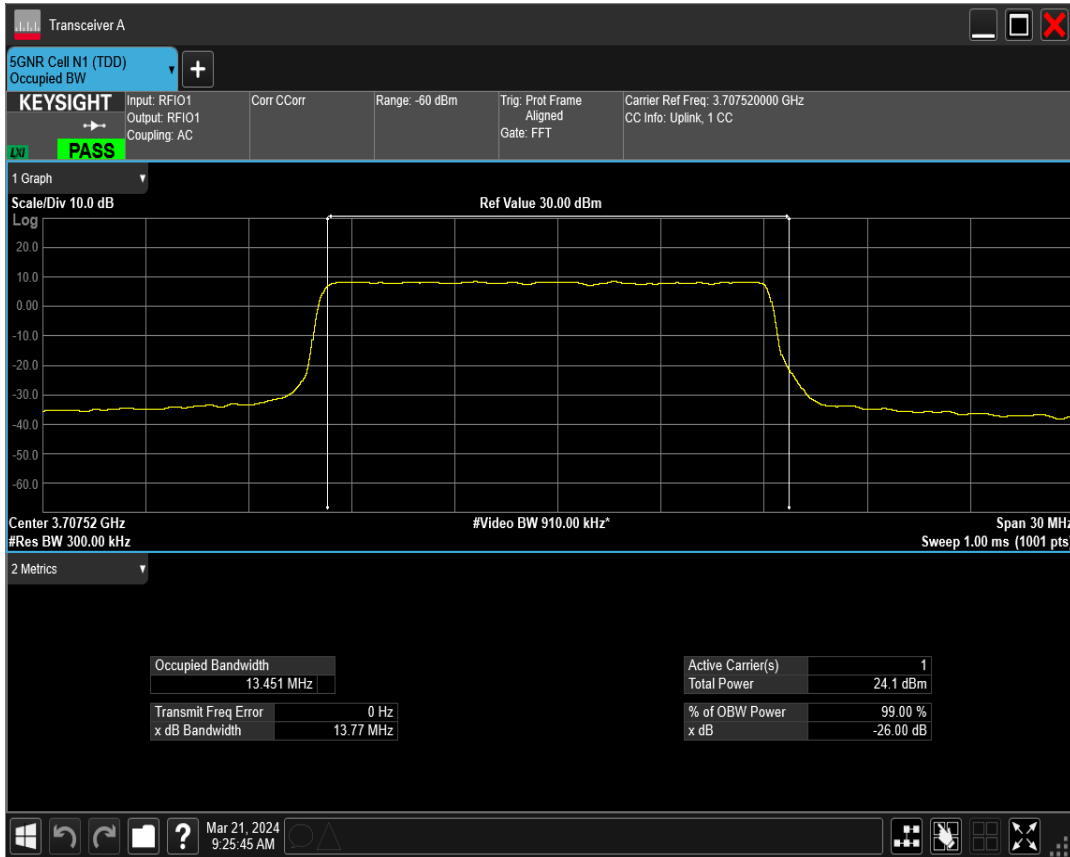 Transceiver A
5GNR Cell N1 (TDD)
Occupied BW
+
KEYSIGHT
LXI
PASS
Input: RFIO1
Output: RFIO1
Coupling: AC
Corr CCorr
Range: -60 dBm
Trig: Prot Frame
Aligned
Gate: FFT
Carrier Ref Freq: 3.707520000 GHz
CC Info: Uplink, 1 CC
1 Graph
Scale/Div 10.0 dB
Ref Value 30.00 dBm
Log
20.0
10.0
0.00
-10.0
-20.0
-30.0
-40.0
-50.0
-60.0
Center 3.70752 GHz
#Video BW 910.00 kHz*
Span 30 MHz
#Res BW 300.00 kHz
Sweep 1.00 ms (1001 pts)
2 Metrics
Occupied Bandwidth
13.451 MHz
Transmit Freq Error 0 Hz
x dB Bandwidth 13.77 MHz
Active Carrier(s) 1
Total Power 24.1 dBm
% of OBW Power 99.00 %
x dB -26.00 dB
?
Mar 21, 2024
9:25:45 AM